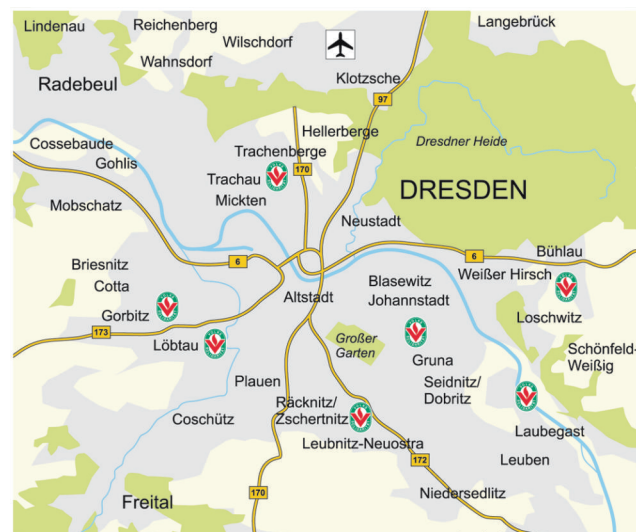 Lindenau
Reichenberg
Langebrück
Wilschdorf
Wahnsdorf
Radebeul
Klotzsche
97
Hellerberge
Dresdner Heide
Cossebaude
Gohlis
Trachenberge
170
Trachau
Mickten
DRESDEN
Mobschatz
Neustadt
6
6
Bühlau
Weißer Hirsch
Briesnitz
Cotta
Blasewitz
Johannstadt
Altstadt
Gorbitz
Loschwitz
173
Löbtau
Großer
Garten
Gruna
Schönfeld-
Weißig
Plauen
Seidnitz/
Dobritz
Räcknitz/
Zschertnitz
Coschütz
Laubegast
Leubnitz-Neuostra
172
Leuben
Freital
170
Niedersedlitz